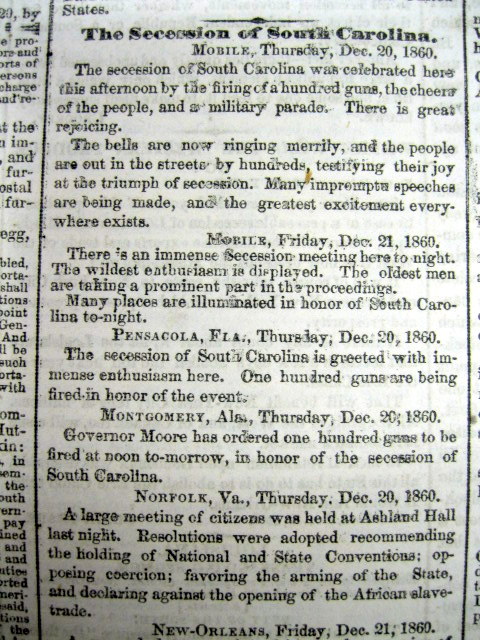 States.
The Secession of South Carolina.
MOBILE, Thursday, Dec. 20, 1860.
The secession of South Carolina was celebrated here
this afternoon by the firing of a hundred guns, the cheers
of the people, and a military parade. There is great
rejoicing.
The bells are now ringing merrily, and the people
are out in the streets by hundreds, testifying their joy
at the triumph of secession. Many impromptu speeches
are being made, and the greatest excitement every-
where exists.
MOBILE, Friday, Dec. 21, 1860.
There is an immense Secession meeting here to night.
The wildest enthusiasm is displayed. The oldest men
are taking a prominent part in the proceedings.
Many places are illuminated in honor of South Caro-
lina to-night.
PENSACOLA, FLA., Thursday, Dec. 20, 1860.
The secession of South Carolina is greeted with im-
mense enthusiasm here. One hundred guns are being
fired in honor of the event.
MONTGOMERY, Ala., Thursday, Dec. 20, 1860.
Governor Moore has ordered one hundred guns to be
fired at noon to-morrow, in honor of the secession of
South Carolina.
NORFOLK, Va., Thursday, Dec. 20, 1860.
A large meeting of citizens was held at Ashland Hall
last night. Resolutions were adopted recommending
the holding of National and State Conventions; op-
posing coercion; favoring the arming of the State,
and declaring against the opening of the African slave-
trade.
NEW-ORLEANS, Friday, Dec. 21, 1860.